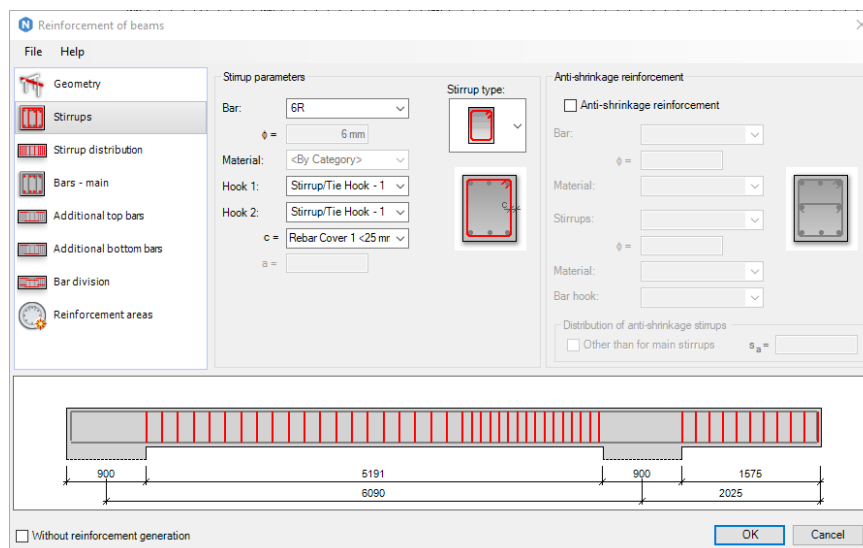 N Reinforcement of beams
File Help
Geometry
Stirrups
Stirrup distribution
Bars - main
Additional top bars
Additional bottom bars
Bar division
Reinforcement areas
Stirrup parameters
Bar: 6R
ϕ = 6 mm
Material: <By Category>
Hook 1: Stirrup/Tie Hook - 1
Hook 2: Stirrup/Tie Hook - 1
c = Rebar Cover 1 <25 mr
a =
Stirrup type:
c
Anti-shrinkage reinforcement
Anti-shrinkage reinforcement
Bar:
ϕ =
Material:
Stirrups:
ϕ =
Material:
Bar hook:
Distribution of anti-shrinkage stirrups
Other than for main stirrups sa =
900 5191 900 1575
6090 2025
Without reinforcement generation
OK Cancel